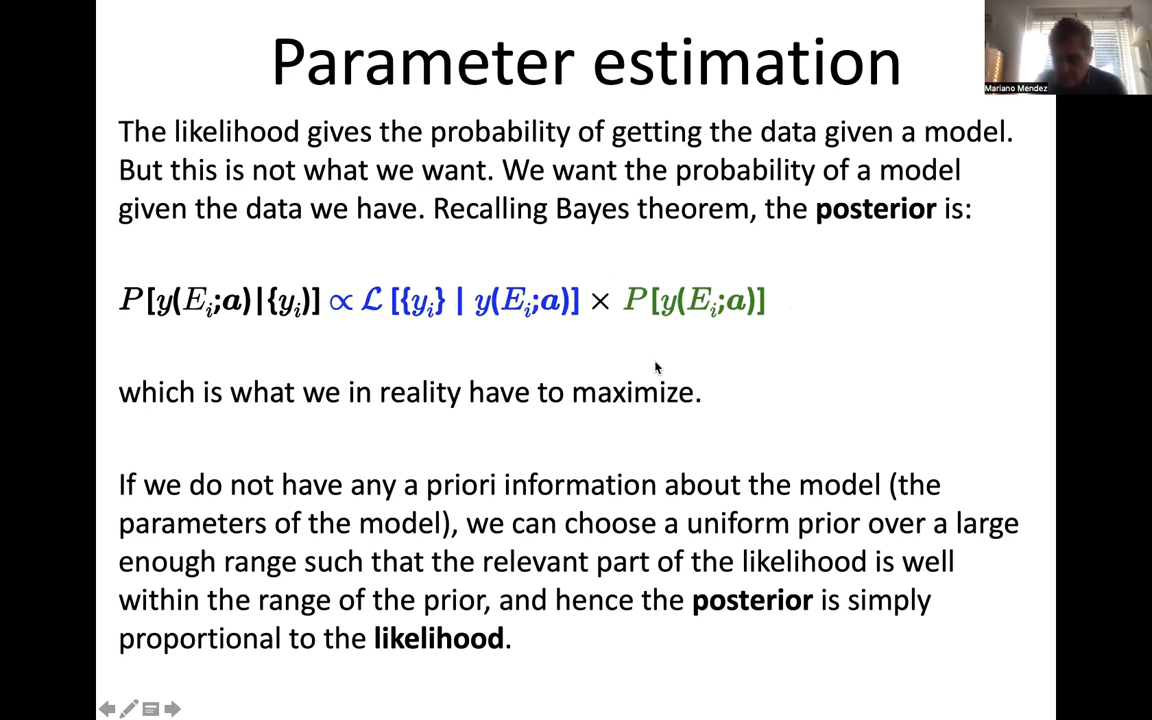 Parameter estimation
Mariano Mendez
The likelihood gives the probability of getting the data given a model.
But this is not what we want. We want the probability of a model
given the data we have. Recalling Bayes theorem, the posterior is:
P[y(E_i;a)|{y_i)] ∝ ℒ [{y_i} | y(E_i;a)] × P[y(E_i;a)]
which is what we in reality have to maximize.
If we do not have any a priori information about the model (the
parameters of the model), we can choose a uniform prior over a large
enough range such that the relevant part of the likelihood is well
within the range of the prior, and hence the posterior is simply
proportional to the likelihood.